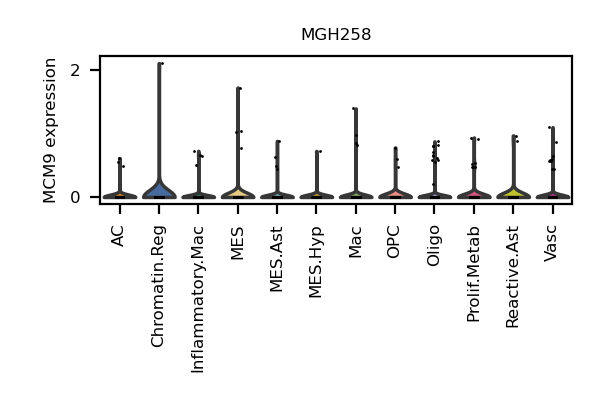 MGH258
MCM9 expression
2
0
AC
Chromatin.Reg
Inflammatory.Mac
MES
MES.Ast
MES.Hyp
Mac
OPC
Oligo
Prolif.Metab
Reactive.Ast
Vasc